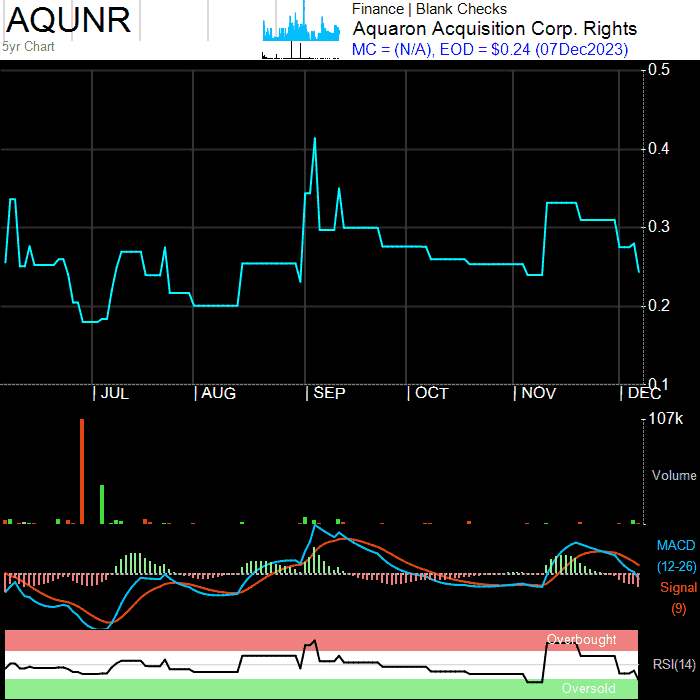 AQUNR
5yr Chart
Finance | Blank Checks
Aquaron Acquisition Corp. Rights
MC = (N/A), EOD = $0.24 (07Dec2023)
0.5
0.4
0.3
0.2
0.1
| JUL | AUG | SEP | OCT | NOV | DEC
107k
Volume
MACD
(12-26)
Signal
(9)
Overbought
RSI(14)
Oversold